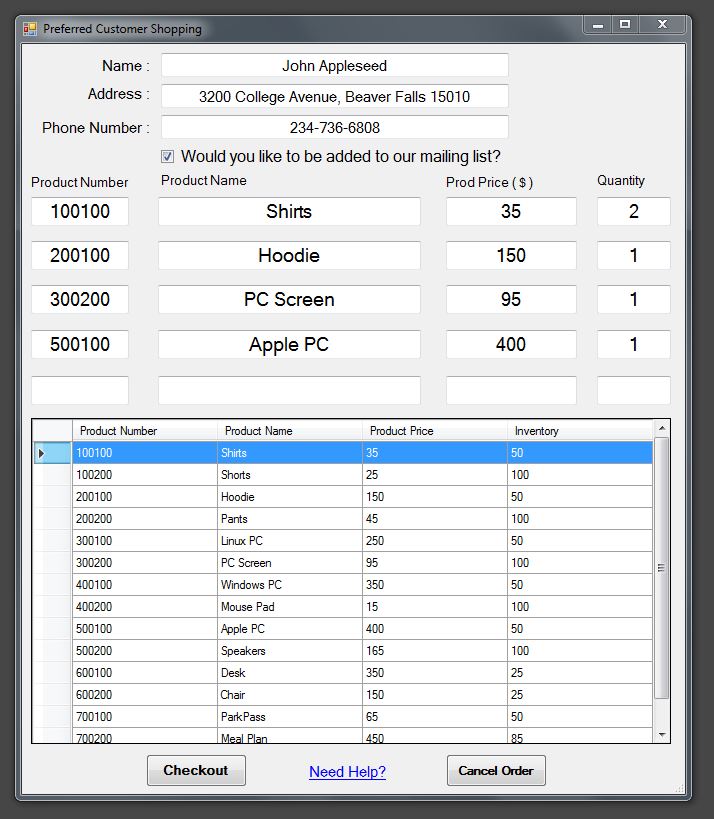 Preferred Customer Shopping
Name : John Appleseed
Address : 3200 College Avenue, Beaver Falls 15010
Phone Number : 234-736-6808
Would you like to be added to our mailing list?
Product Number Product Name Prod Price ( $ ) Quantity
100100 Shirts 35 2
200100 Hoodie 150 1
300200 PC Screen 95 1
500100 Apple PC 400 1
Product Number Product Name Product Price Inventory
100100 Shirts 35 50
100200 Shorts 25 100
200100 Hoodie 150 50
200200 Pants 45 100
300100 Linux PC 250 50
300200 PC Screen 95 100
400100 Windows PC 350 50
400200 Mouse Pad 15 100
500100 Apple PC 400 50
500200 Speakers 165 100
600100 Desk 350 25
600200 Chair 150 25
700100 ParkPass 65 50
700200 Meal Plan 450 85
Checkout Need Help? Cancel Order